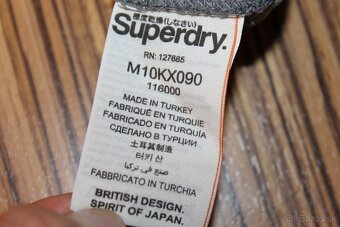 極度乾燥(しなさい)
Superdry.
RN: 127685
M10KX090
116000
MADE IN TURKEY
FABRIQUÉ EN TURQUIE
FABRICADO EN TURQUÍA
СДЕЛАНО В ТУРЦИИ
土耳其制造
터키 산
صنع في تركيا
FABBRICATO IN TURCHIA
BRITISH DESIGN.
SPIRIT OF JAPAN.
bazos.sk